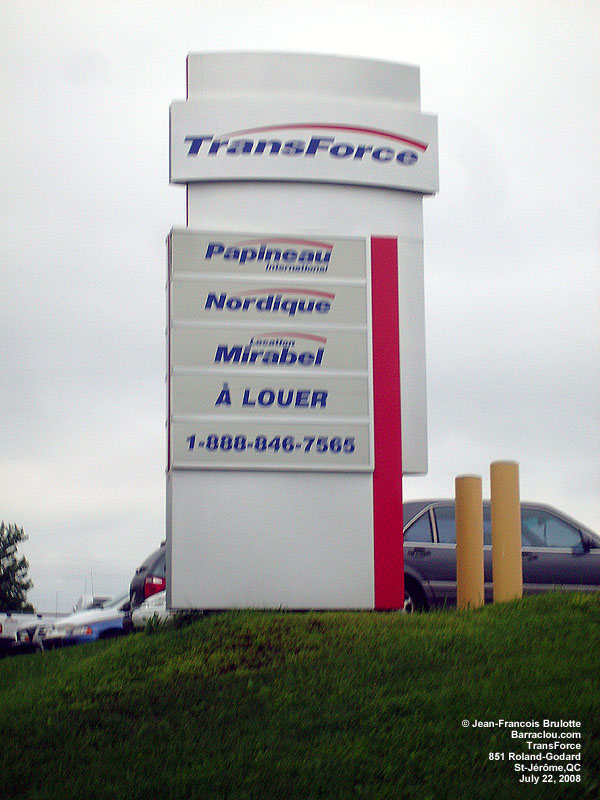 TransForce
Papineau
International
Nordique
Location
Mirabel
À LOUER
1-888-846-7565
© Jean-Francois Brulotte
Barraclou.com
TransForce
851 Roland-Godard
St-Jérôme,QC
July 22, 2008